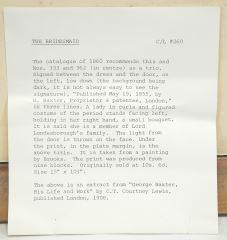 THE BRIDESMAID C/L #360
The catalogue of 1860 recommends this and
Nos. 333 and 362 (in centre) as a trio.
Signed between the dress and the door, on
the left, low down (the background being
dark, it is not always easy to see the
signature), "Published May 19, 1855, by
G. Baxter, Proprietor & patentee, London,"
in three lines. A lady in curls and figured
costume of the period stands facing left,
holding in her right hand, a small bouquet.
It is said she is a member of Lord
Londesborough's family. The light from
the door is thrown on the face. Under
the print, in the plate margin, is the
above title. It is taken from a painting
by Brooks. The print was produced from
nine blocks. Originally sold at 10s. 6d.
Size 15" x 10⅞".
The above is an extract from "George Baxter,
His Life and Work" by C.T. Courtney Lewis,
published London, 1908.